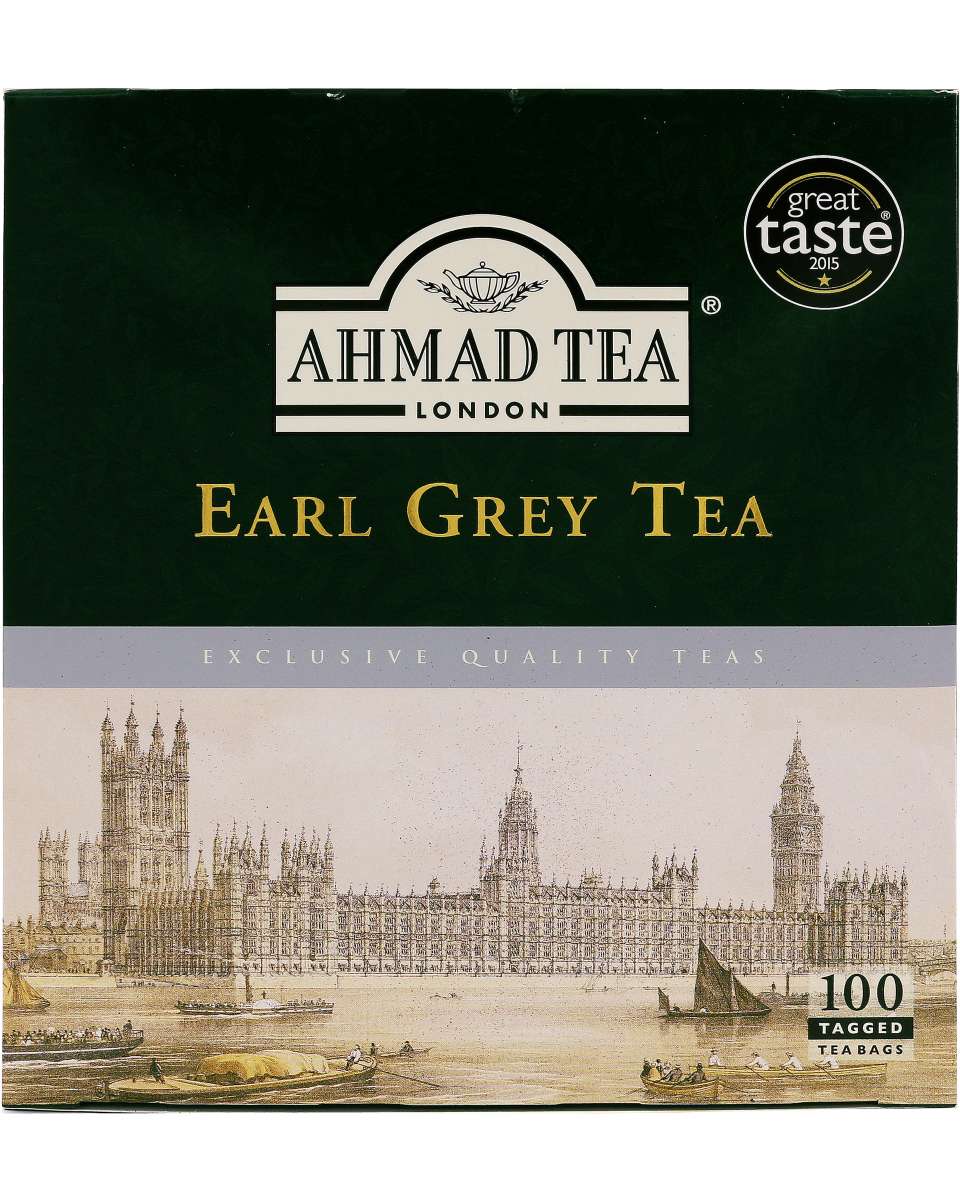 great
taste®
2015
AHMAD TEA®
LONDON
EARL GREY TEA
EXCLUSIVE QUALITY TEAS
100
TAGGED
TEA BAGS